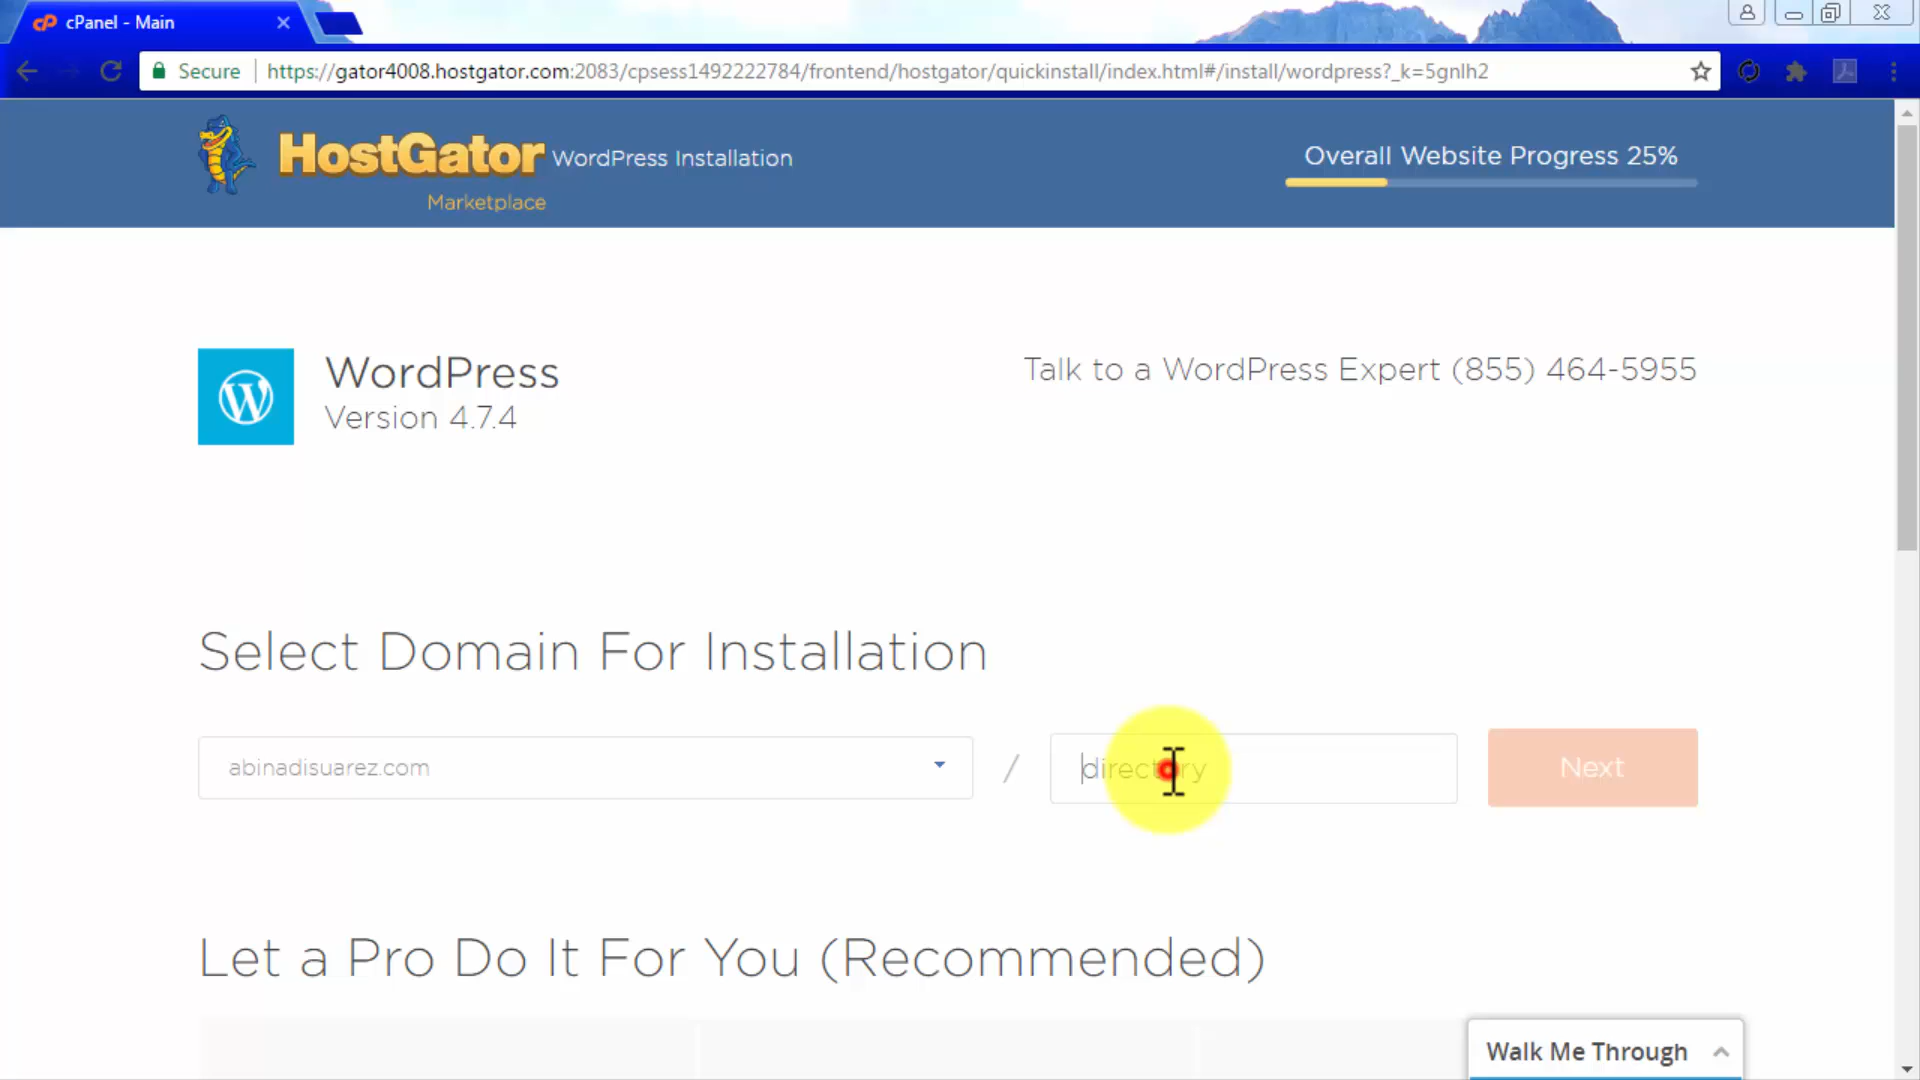 cPanel - Main
Secure
https://gator4008.hostgator.com:2083/cpsess1492222784/frontend/hostgator/quickinstall/index.html#/install/wordpress?_k=5gnlh2
HostGator WordPress Installation
Marketplace
Overall Website Progress 25%
WordPress
Version 4.7.4
Talk to a WordPress Expert (855) 464-5955
Select Domain For Installation
abinadisuarez.com / directory Next
Let a Pro Do It For You (Recommended)
Walk Me Through